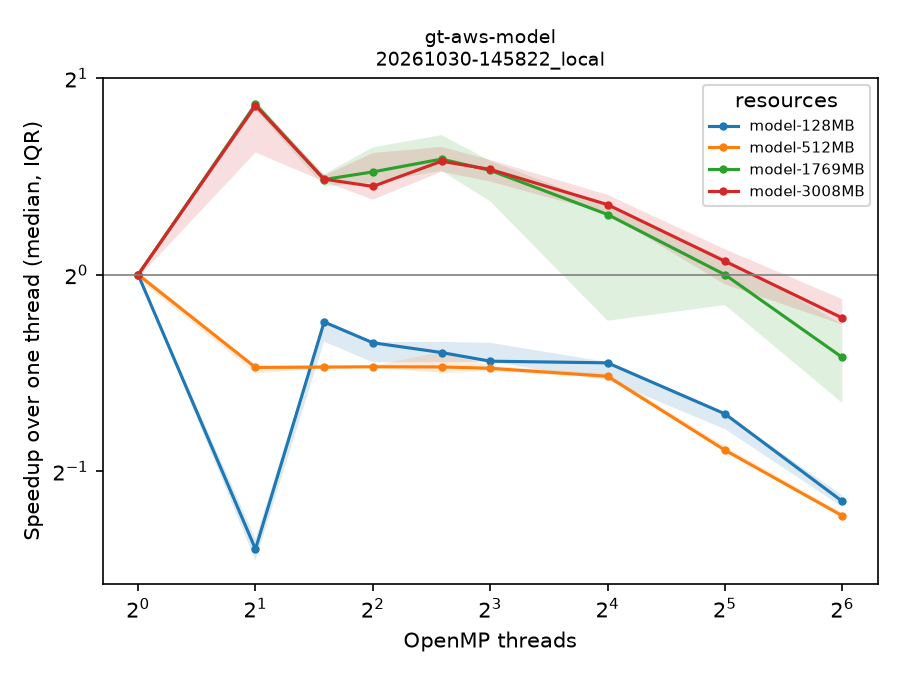 gt-aws-model
20261030-145822_local
Speedup over one thread (median, IQR)
2^1
2^0
2^-1
resources
model-128MB
model-512MB
model-1769MB
model-3008MB
2^0 2^1 2^2 2^3 2^4 2^5 2^6
OpenMP threads